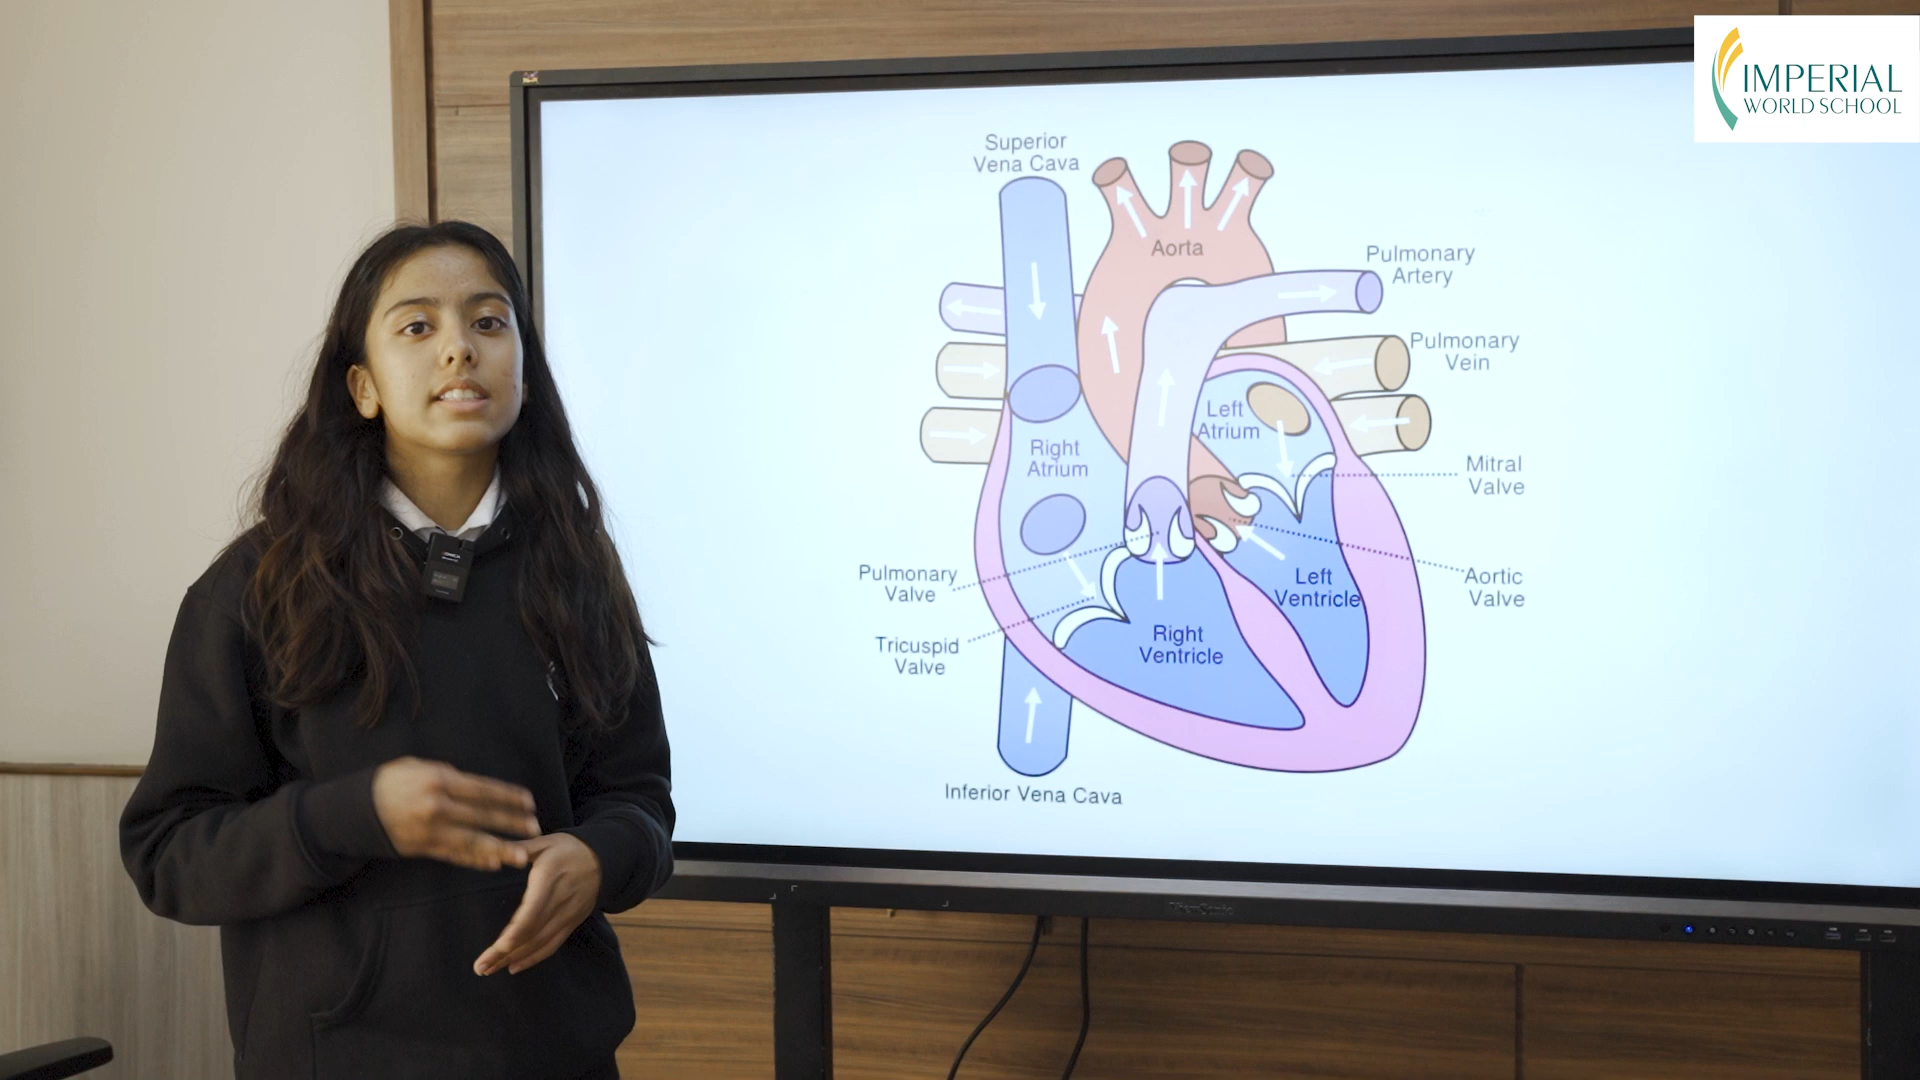 IMPERIAL
WORLD SCHOOL
Superior
Vena Cava
Aorta
Pulmonary
Artery
Pulmonary
Vein
Left
Atrium
Right
Atrium
Mitral
Valve
Pulmonary
Valve
Left
Ventricle
Aortic
Valve
Tricuspid
Valve
Right
Ventricle
Inferior Vena Cava
ViewSonic